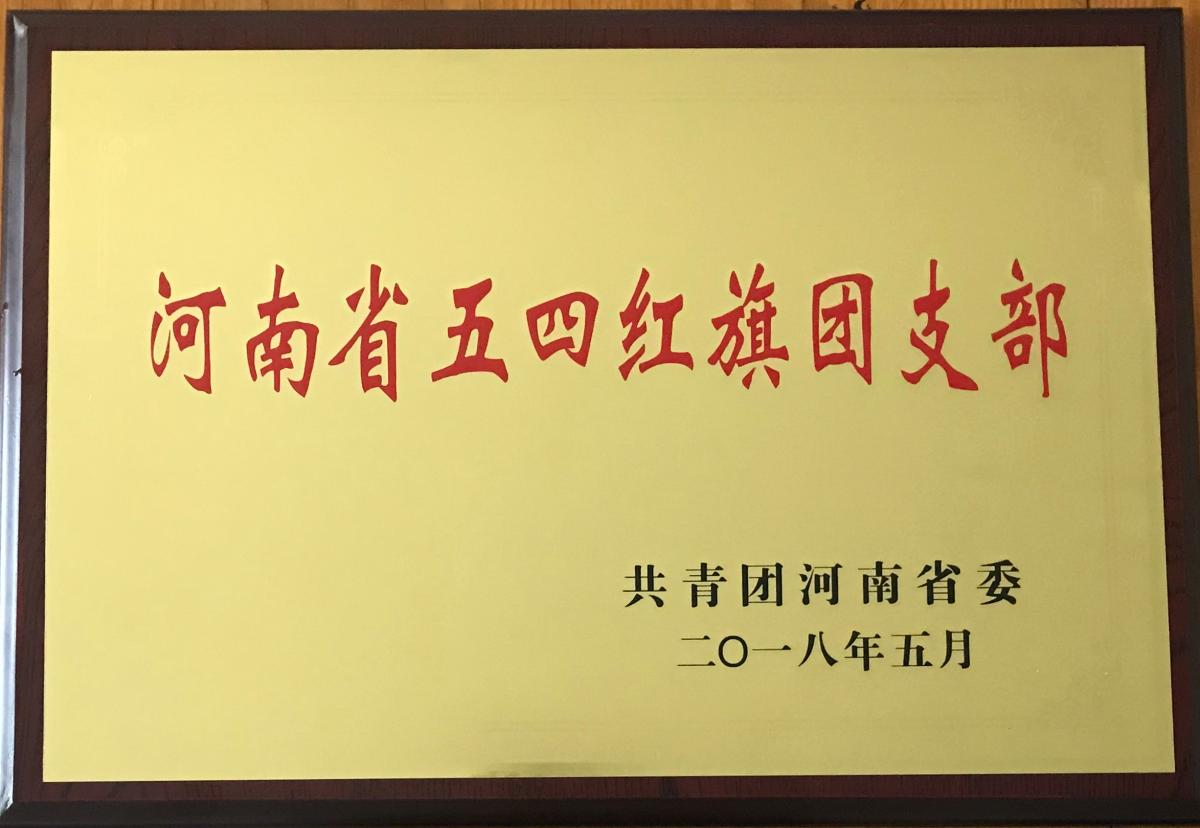 河南省五四红旗团支部
共青团河南省委
二〇一八年五月